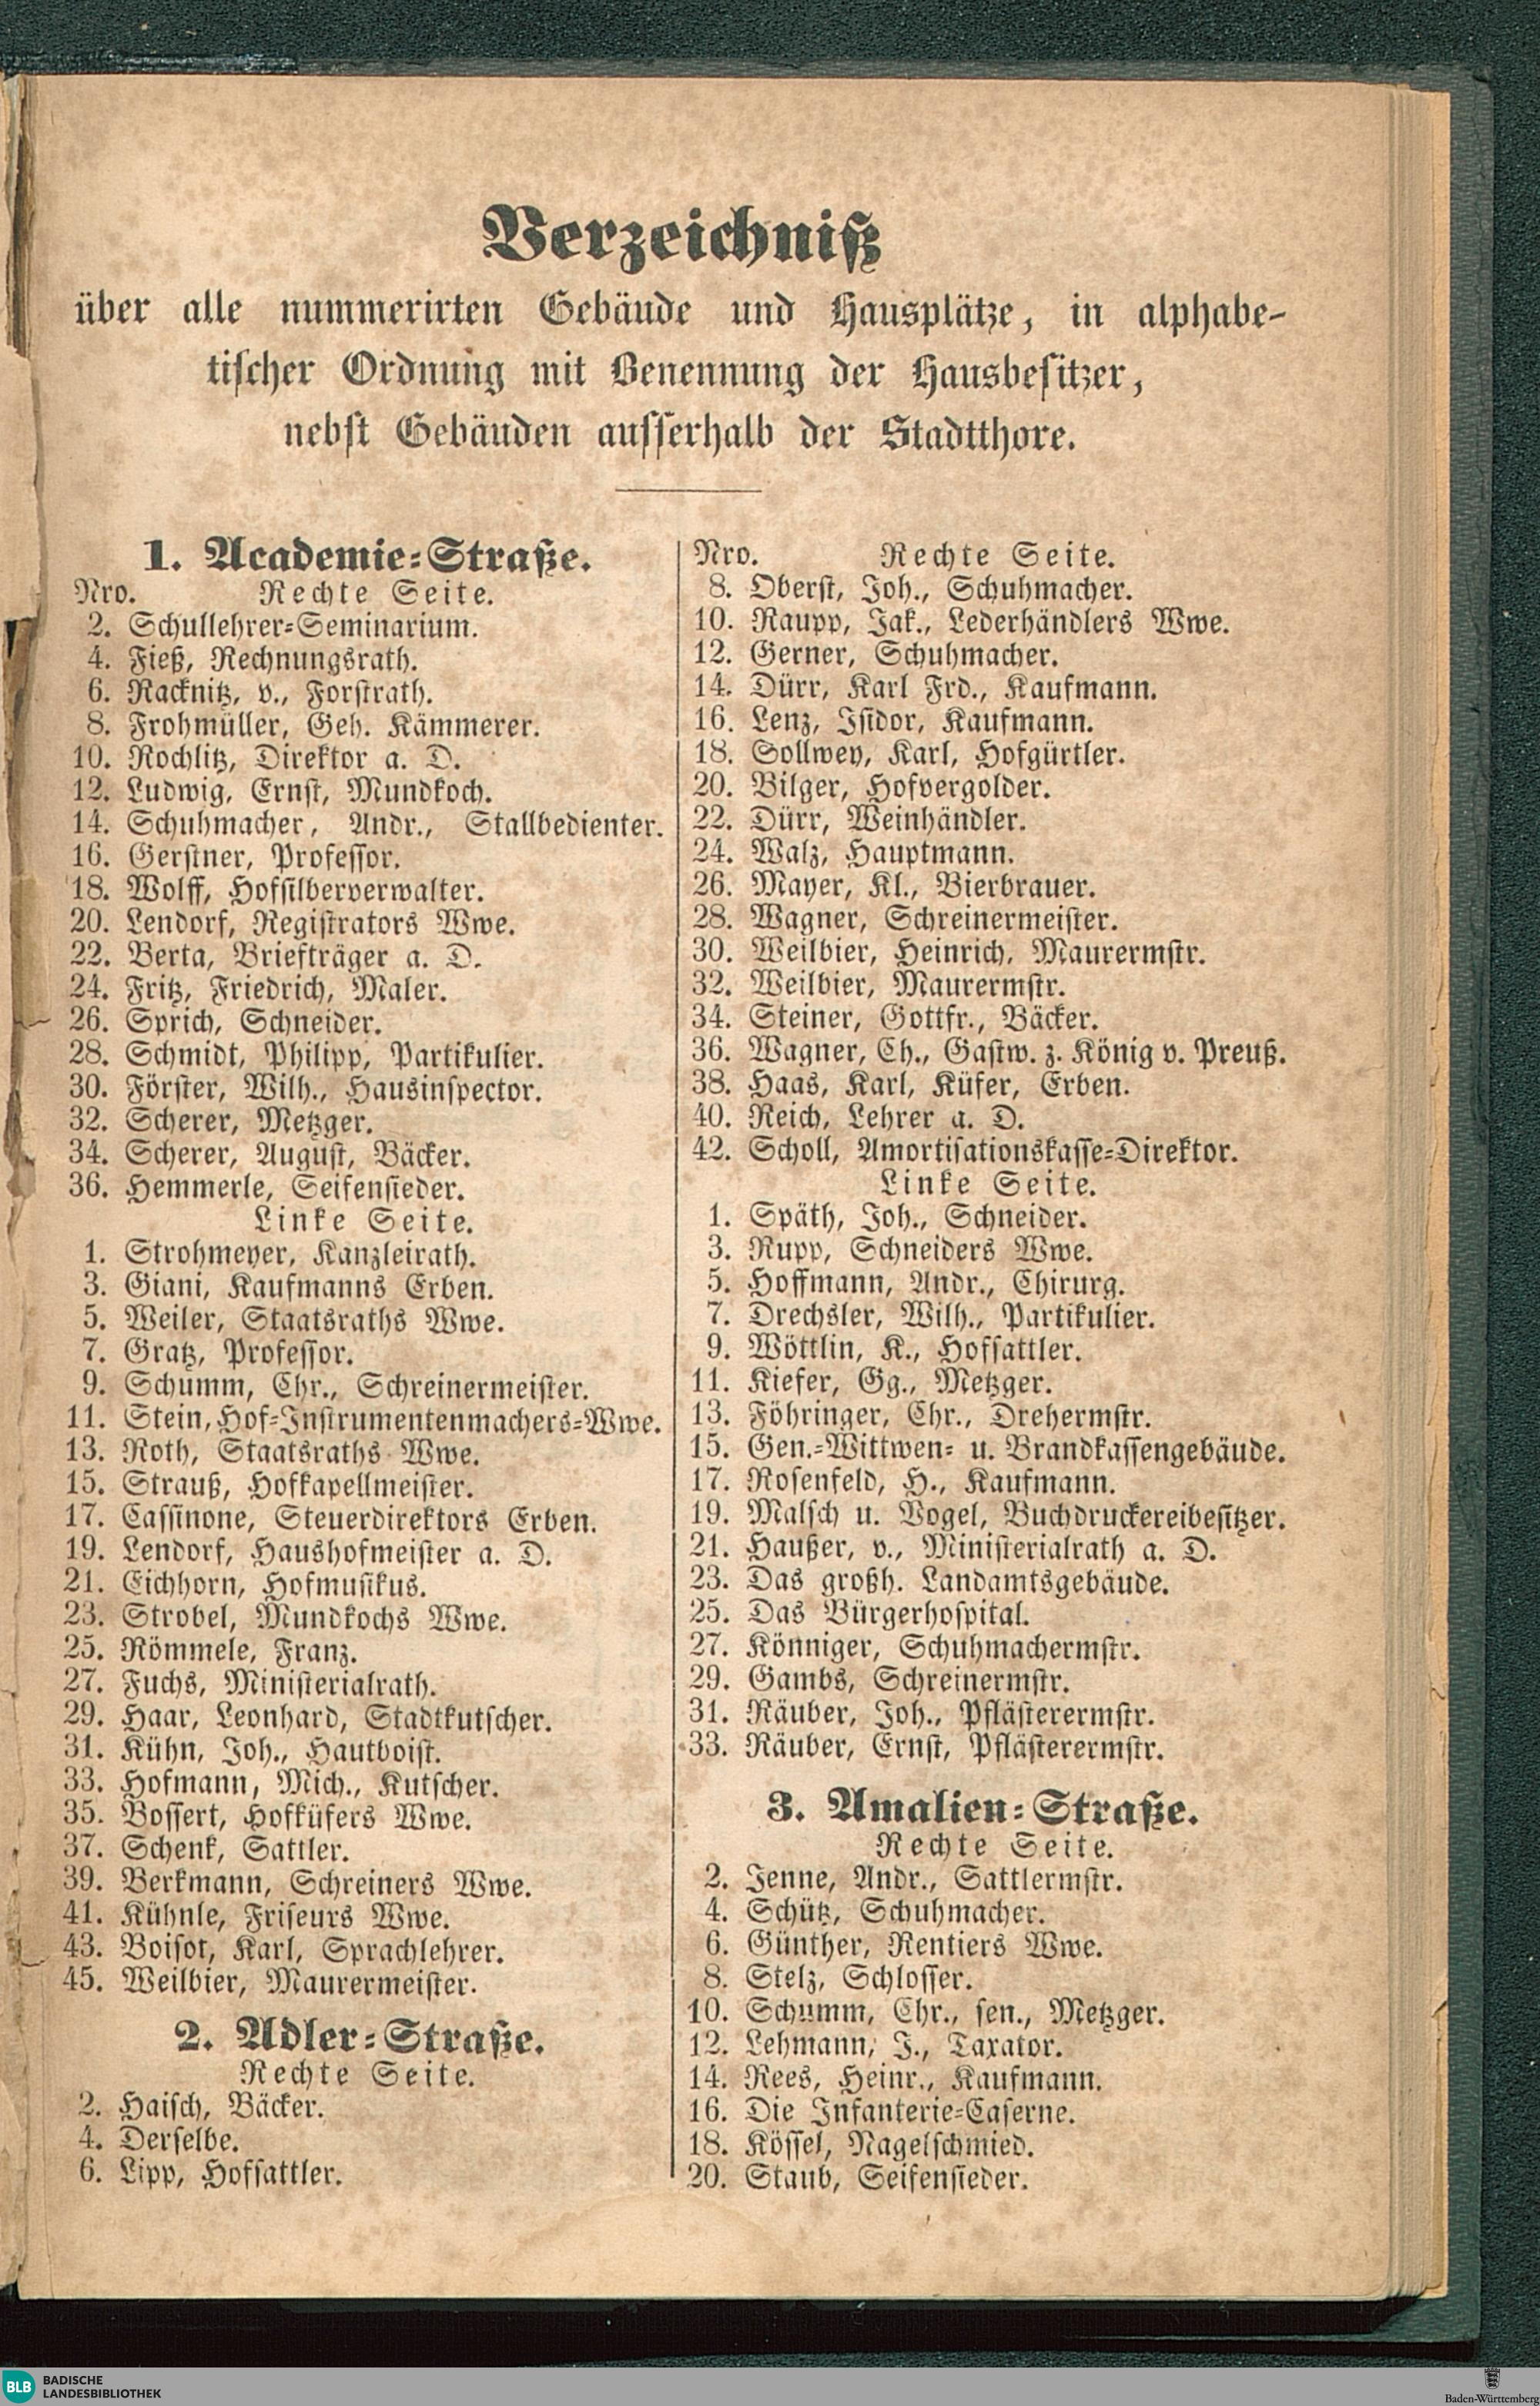 Verzeichniß
über alle nummerirten Gebäude und Hausplätze, in alphabe-
tischer Ordnung mit Benennung der Hausbesitzer,
nebst Gebäuden ausserhalb der Stadtthore.
1. Academie-Straße.
Nro. Rechte Seite.
2. Schullehrer-Seminarium.
4. Fieß, Rechnungsrath.
6. Racknitz, v., Forstrath.
8. Frohmüller, Geh. Kämmerer.
10. Rochlitz, Direktor a. D.
12. Ludwig, Ernst, Mundkoch.
14. Schuhmacher, Andr., Stallbedienter.
16. Gerstner, Professor.
18. Wolff, Hofsilberverwalter.
20. Lendorf, Registrators Wwe.
22. Berta, Briefträger a. D.
24. Fritz, Friedrich, Maler.
26. Sprich, Schneider.
28. Schmidt, Philipp, Partikulier.
30. Förster, Wilh., Hausinspector.
32. Scherer, Metzger.
34. Scherer, August, Bäcker.
36. Hemmerle, Seifensieder.
Linke Seite.
1. Strohmeyer, Kanzleirath.
3. Giani, Kaufmanns Erben.
5. Weiler, Staatsraths Wwe.
7. Gratz, Professor.
9. Schumm, Chr., Schreinermeister.
11. Stein, Hof-Instrumentenmachers-Wwe.
13. Roth, Staatsraths Wwe.
15. Strauß, Hofkapellmeister.
17. Cassinone, Steuerdirektors Erben.
19. Lendorf, Haushofmeister a. D.
21. Eichhorn, Hofmusikus.
23. Strobel, Mundkochs Wwe.
25. Römmele, Franz.
27. Fuchs, Ministerialrath.
29. Haar, Leonhard, Stadtkutscher.
31. Kühn, Joh., Hautboist.
33. Hofmann, Mich., Kutscher.
35. Bossert, Hofküfers Wwe.
37. Schenk, Sattler.
39. Berkmann, Schreiners Wwe.
41. Kühnle, Friseurs Wwe.
43. Boisot, Karl, Sprachlehrer.
45. Weilbier, Maurermeister.
2. Adler-Straße.
Rechte Seite.
2. Haisch, Bäcker.
4. Derselbe.
6. Lipp, Hofsattler.
Nro. Rechte Seite.
8. Oberst, Joh., Schuhmacher.
10. Raupp, Jak., Lederhändlers Wwe.
12. Gerner, Schuhmacher.
14. Dürr, Karl Frd., Kaufmann.
16. Lenz, Isidor, Kaufmann.
18. Sollwey, Karl, Hofgürtler.
20. Bilger, Hofvergolder.
22. Dürr, Weinhändler.
24. Walz, Hauptmann.
26. Mayer, Kl., Bierbrauer.
28. Wagner, Schreinermeister.
30. Weilbier, Heinrich, Maurermstr.
32. Weilbier, Maurermstr.
34. Steiner, Gottfr., Bäcker.
36. Wagner, Ch., Gastw. z. König v. Preuß.
38. Haas, Karl, Küfer, Erben.
40. Reich, Lehrer a. D.
42. Scholl, Amortisationskasse-Direktor.
Linke Seite.
1. Späth, Joh., Schneider.
3. Rupp, Schneiders Wwe.
5. Hoffmann, Andr., Chirurg.
7. Drechsler, Wilh., Partikulier.
9. Wöttlin, K., Hofsattler.
11. Kiefer, Gg., Metzger.
13. Föhringer, Chr., Drehermstr.
15. Gen.-Wittwen- u. Brandkassengebäude.
17. Rosenfeld, H., Kaufmann.
19. Malsch u. Vogel, Buchdruckereibesitzer.
21. Haußer, v., Ministerialrath a. D.
23. Das großh. Landamtsgebäude.
25. Das Bürgerhospital.
27. Könniger, Schuhmachermstr.
29. Gambs, Schreinermstr.
31. Räuber, Joh., Pflästerermstr.
33. Räuber, Ernst, Pflästerermstr.
3. Amalien-Straße.
Rechte Seite.
2. Jenne, Andr., Sattlermstr.
4. Schütz, Schuhmacher.
6. Günther, Rentiers Wwe.
8. Stelz, Schlosser.
10. Schumm, Chr., sen., Metzger.
12. Lehmann, J., Taxator.
14. Rees, Heinr., Kaufmann.
16. Die Infanterie-Caserne.
18. Kössel, Nagelschmied.
20. Staub, Seifensieder.
BLB BADISCHE
LANDESBIBLIOTHEK
Baden-Württemberg